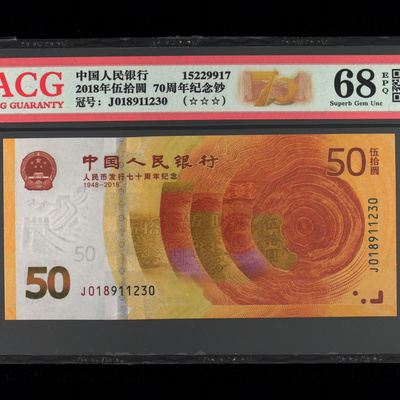 ACG
NG GUARANTY
中国人民银行 15229917
2018年伍拾圆 70周年纪念钞
冠号: J018911230 (☆☆☆)
70
68 EPQ
Superb Gem Unc
中国人民银行
人民币发行七十周年纪念
1948-2018
50 伍拾圆
50
50
J018911230
J018911230